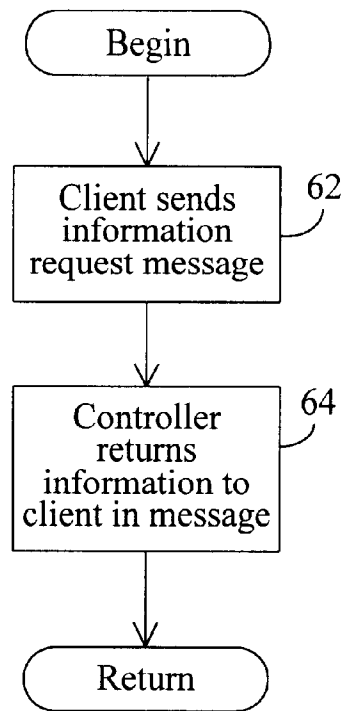 Begin
Client sends
information
request message
62
Controller
returns
information to
client in message
64
Return